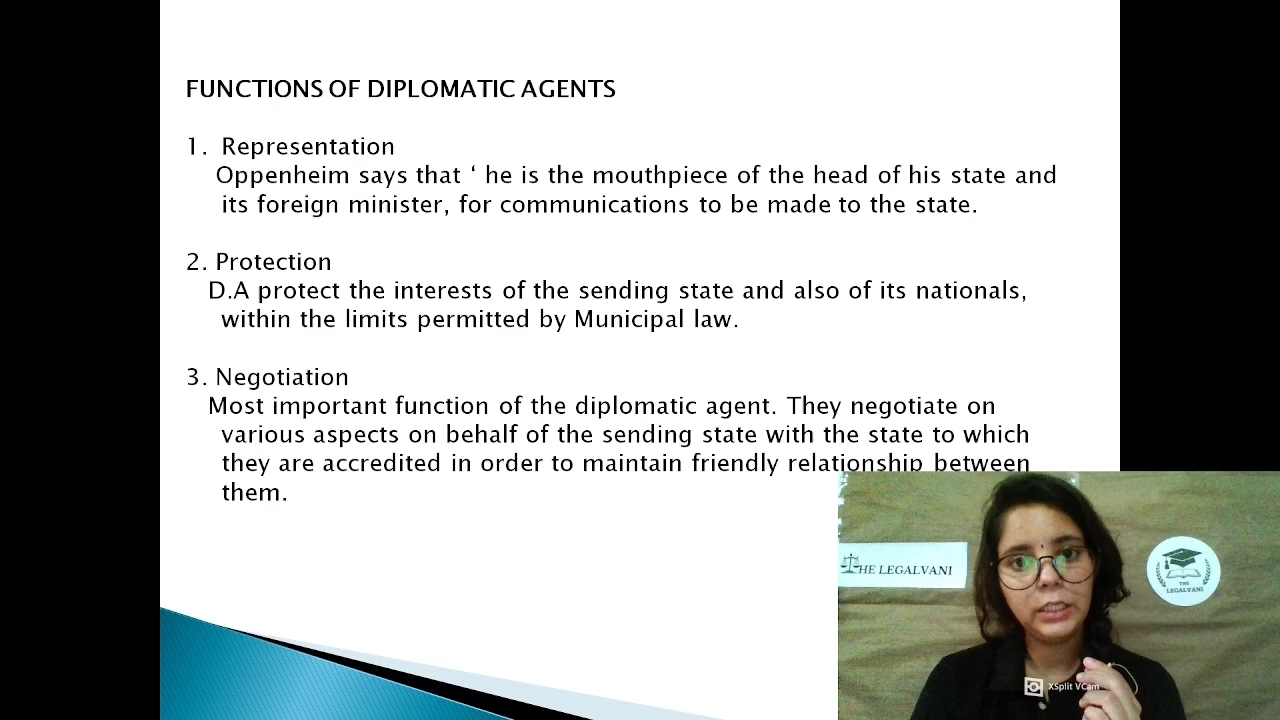 FUNCTIONS OF DIPLOMATIC AGENTS
1. Representation
Oppenheim says that ‘ he is the mouthpiece of the head of his state and
its foreign minister, for communications to be made to the state.
2. Protection
D.A protect the interests of the sending state and also of its nationals,
within the limits permitted by Municipal law.
3. Negotiation
Most important function of the diplomatic agent. They negotiate on
various aspects on behalf of the sending state with the state to which
they are accredited in order to maintain friendly relationship between
them.
HE LEGALVANI
THE
LEGALVANI
XSplit VCam